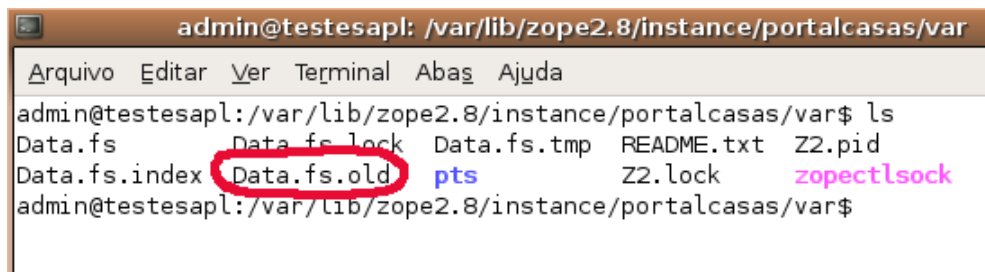 admin@testesapl: /var/lib/zope2.8/instance/portalcasas/var
Arquivo Editar Ver Terminal Abas Ajuda
admin@testesapl:/var/lib/zope2.8/instance/portalcasas/var$ ls
Data.fs Data.fs.lock Data.fs.tmp README.txt Z2.pid
Data.fs.index Data.fs.old pts Z2.lock zopectlsock
admin@testesapl:/var/lib/zope2.8/instance/portalcasas/var$